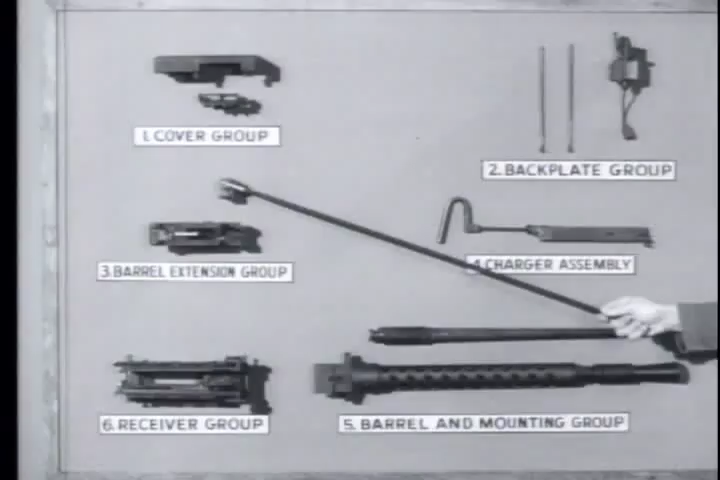 1. COVER GROUP
2. BACKPLATE GROUP
3. BARREL EXTENSION GROUP
4. CHARGER ASSEMBLY
6. RECEIVER GROUP
5. BARREL AND MOUNTING GROUP